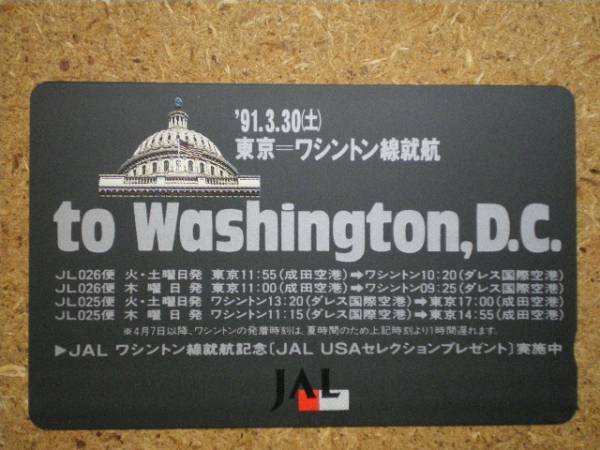 '91.3.30(土)
東京=ワシントン線就航
to Washington,D.C.
JL026便 火・土曜日発 東京11:55(成田空港)➡ワシントン10:20(ダレス国際空港)
JL026便 木 曜 日 発 東京11:00(成田空港)➡ワシントン09:25(ダレス国際空港)
JL025便 火・土曜日発 ワシントン13:20(ダレス国際空港)➡東京17:00(成田空港)
JL025便 木 曜 日 発 ワシントン11:15(ダレス国際空港)➡東京14:55(成田空港)
※4月7日以降、ワシントンの発着時刻は、夏時間のため上記時刻より1時間遅れます。
▶JAL ワシントン線就航記念〔JAL USAセレクションプレゼント〕実施中
JAL